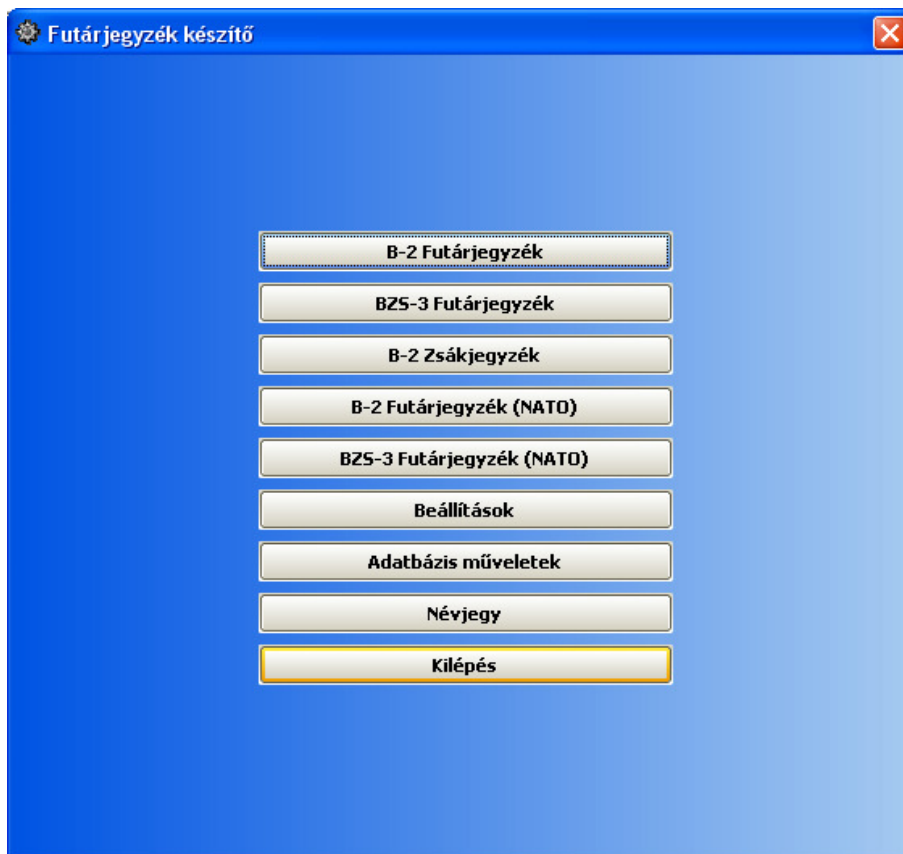 Futárjegyzék készítő
B-2 Futárjegyzék
BZS-3 Futárjegyzék
B-2 Zsákjegyzék
B-2 Futárjegyzék (NATO)
BZS-3 Futárjegyzék (NATO)
Beállítások
Adatbázis műveletek
Névjegy
Kilépés